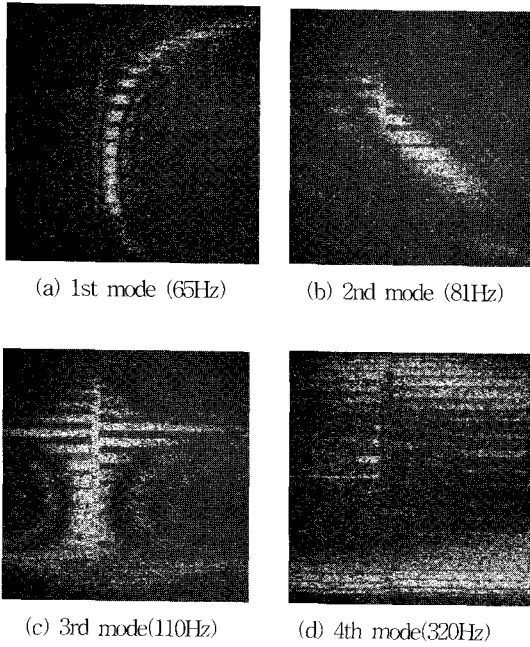 (a) 1st mode (65Hz)
(b) 2nd mode (81Hz)
(c) 3rd mode(110Hz)
(d) 4th mode(320Hz)